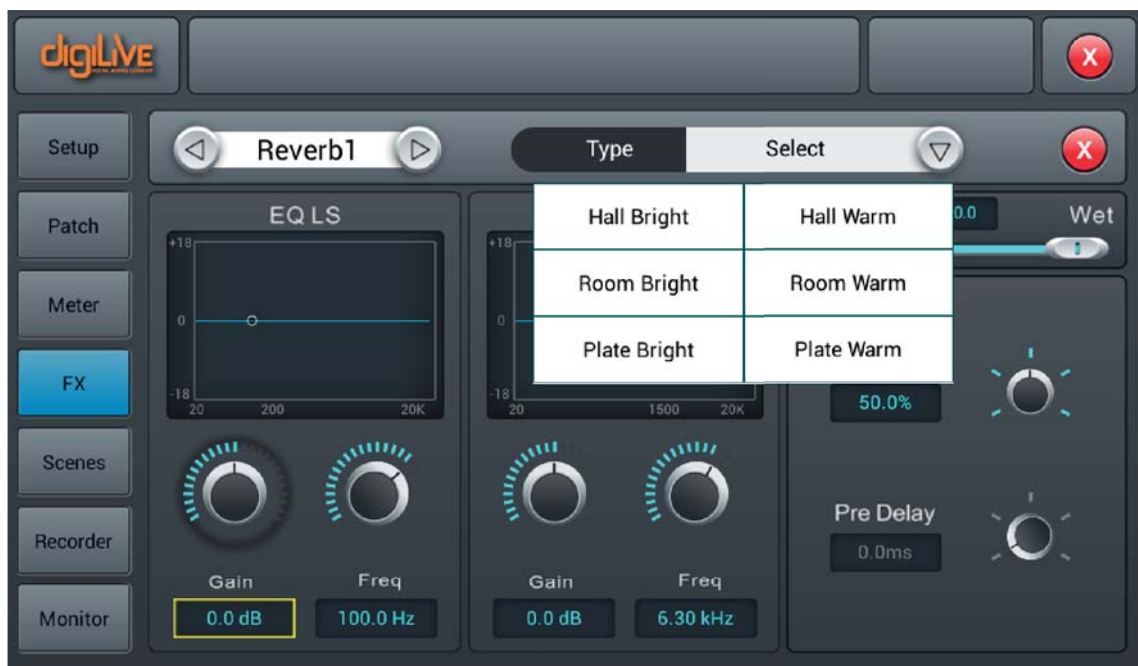 digiLiVE
X
Setup
Reverb1
Type
Select
X
Patch
EQ LS
Hall Bright
Hall Warm
0.0
Wet
+18
+18
Room Bright
Room Warm
Meter
0
0
Plate Bright
Plate Warm
FX
-18
-18
50.0%
20
200
20K
20
1500
20K
Scenes
Pre Delay
0.0ms
Recorder
Gain
Freq
Gain
Freq
Monitor
0.0 dB
100.0 Hz
0.0 dB
6.30 kHz